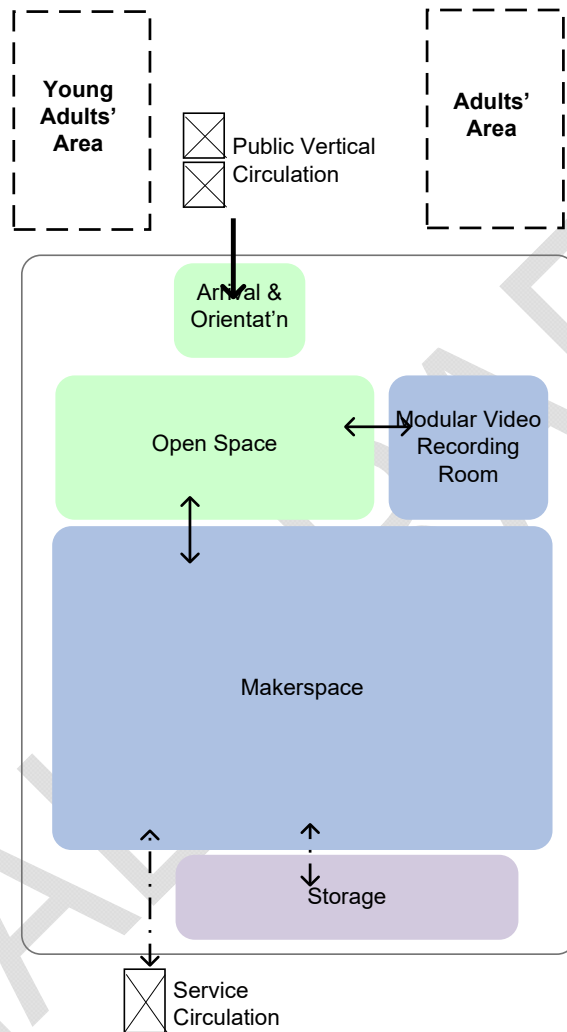 Young
Adults’
Area
Adults’
Area
Public Vertical
Circulation
Arrival &
Orientat’n
Open Space
Modular Video
Recording
Room
Makerspace
Storage
Service
Circulation